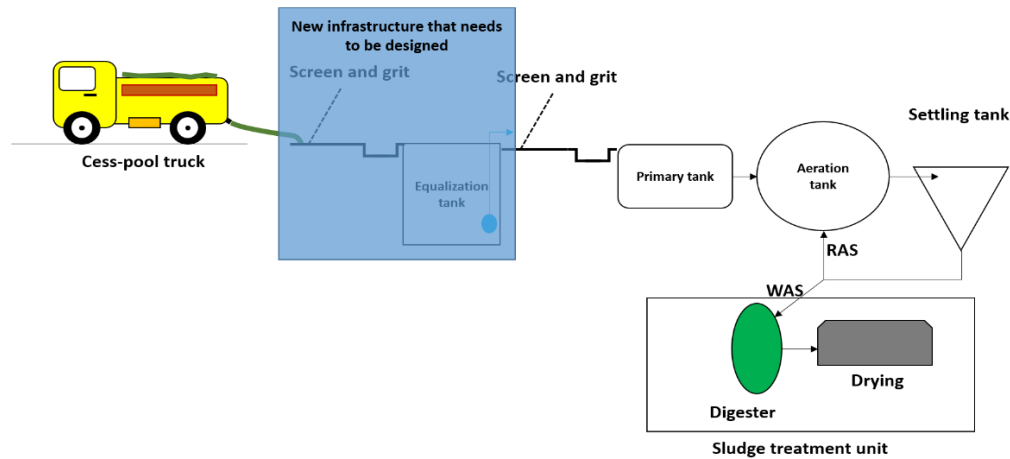 New infrastructure that needs
to be designed
Screen and grit
Screen and grit
Settling tank
Cess-pool truck
Equalization
tank
Primary tank
Aeration
tank
RAS
WAS
Drying
Digester
Sludge treatment unit